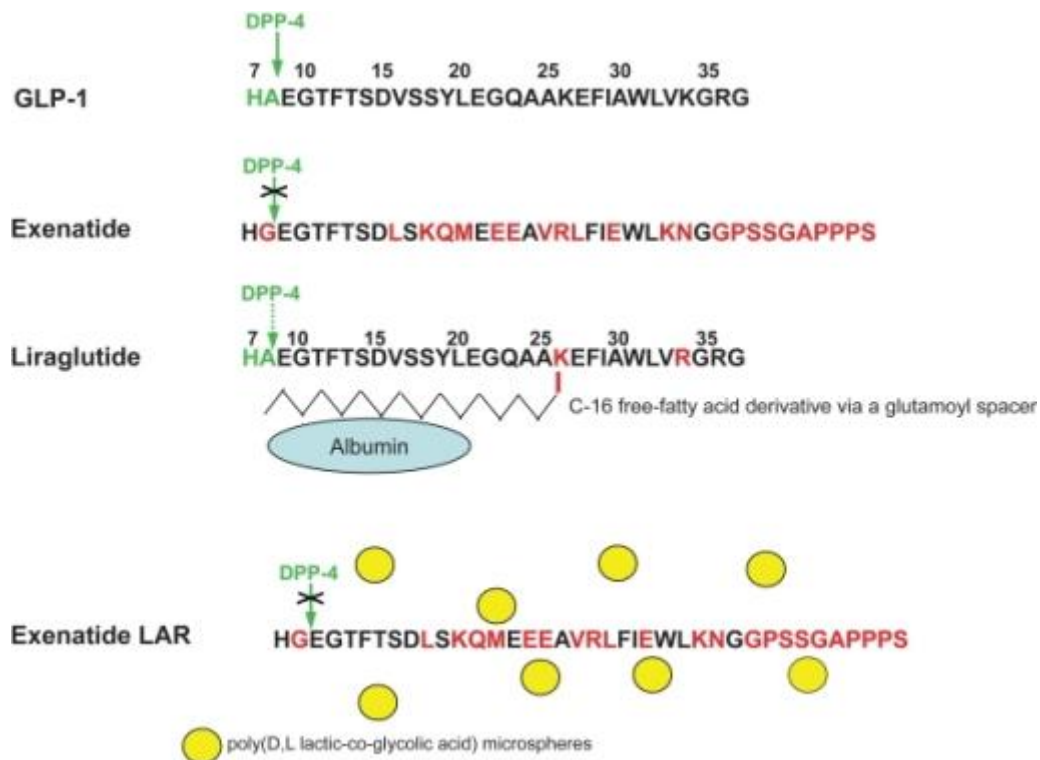 DPP-4
7 10 15 20 25 30 35
GLP-1 HAEGTFTSDVSSYLEGQAAKEFIAWLVKGRG
DPP-4
Exenatide HGEGTFTSDLSKQMEEEAVRLFIEWLKNGGPSSGAPPPS
DPP-4
7 10 15 20 25 30 35
Liraglutide HAEGTFTSDVSSYLEGQAAKEFIAWLVRGRG
C-16 free-fatty acid derivative via a glutamoyl spacer
Albumin
DPP-4
Exenatide LAR HGEGTFTSDLSKQMEEEAVRLFIEWLKNGGPSSGAPPPS
poly(D,L lactic-co-glycolic acid) microspheres